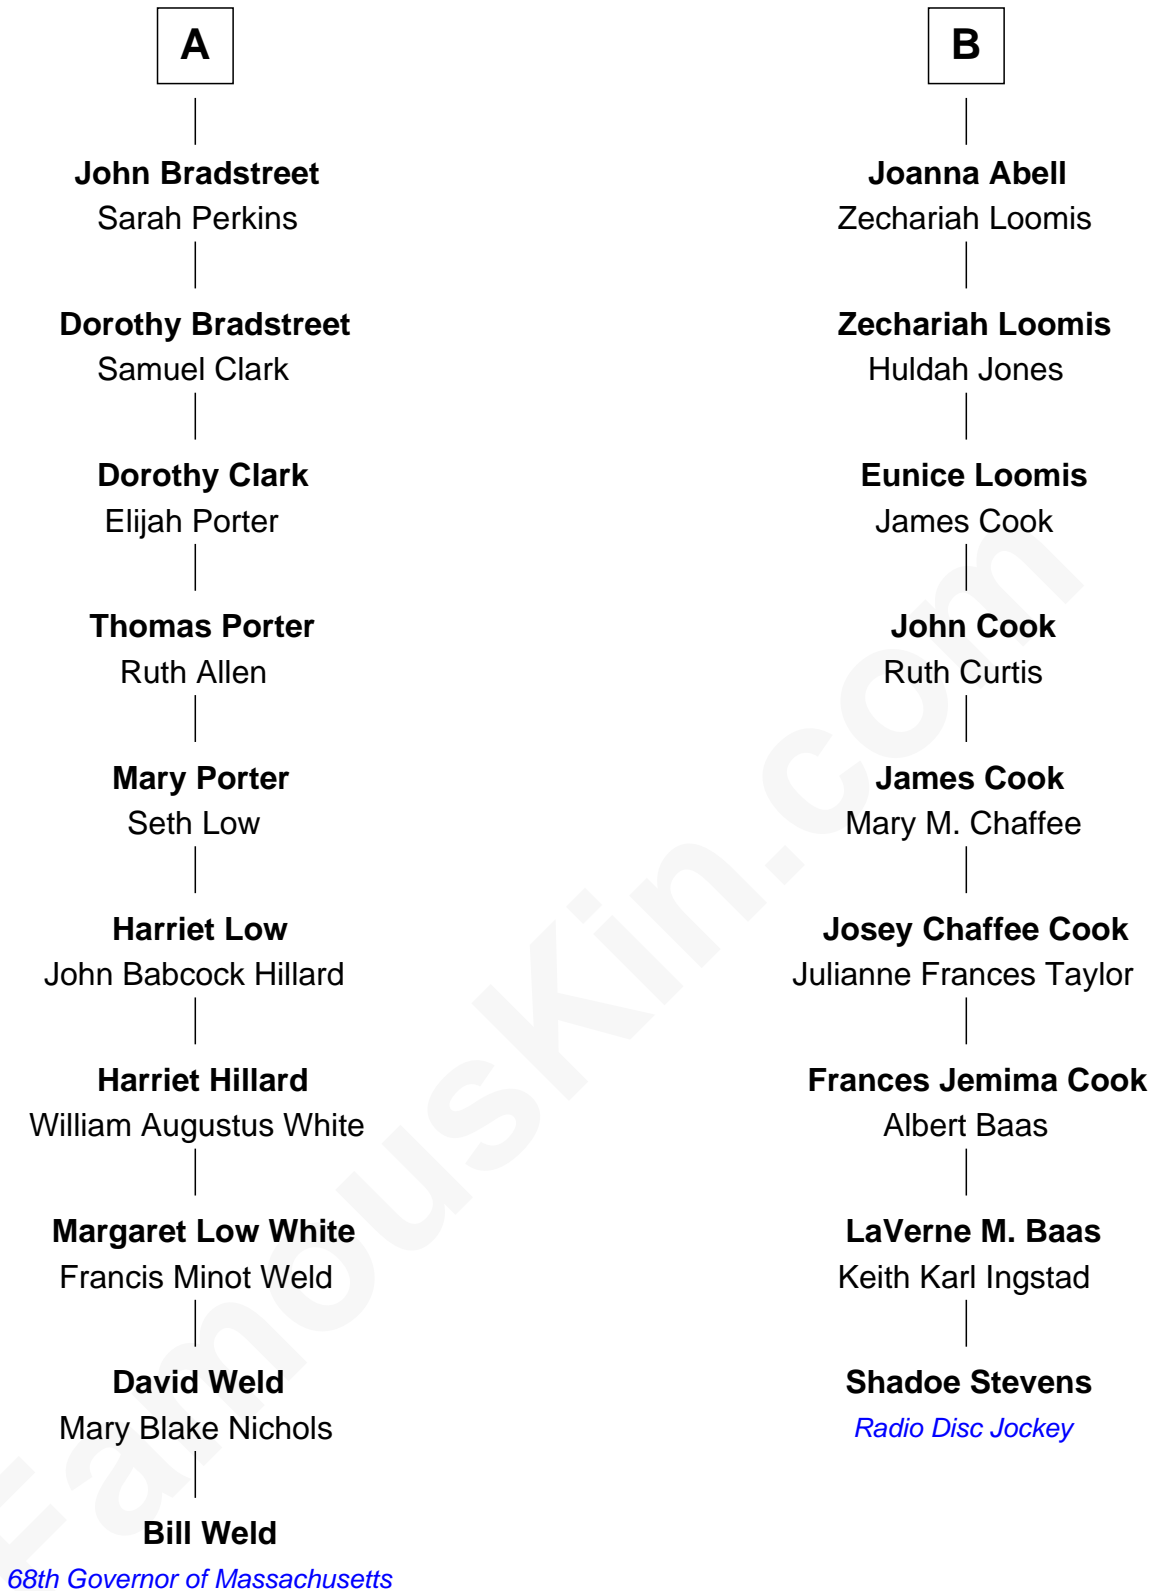 A
John Bradstreet
Sarah Perkins
Dorothy Bradstreet
Samuel Clark
Dorothy Clark
Elijah Porter
Thomas Porter
Ruth Allen
Mary Porter
Seth Low
Harriet Low
John Babcock Hillard
Harriet Hillard
William Augustus White
Margaret Low White
Francis Minot Weld
David Weld
Mary Blake Nichols
Bill Weld
68th Governor of Massachusetts
B
Joanna Abell
Zechariah Loomis
Zechariah Loomis
Huldah Jones
Eunice Loomis
James Cook
John Cook
Ruth Curtis
James Cook
Mary M. Chaffee
Josey Chaffee Cook
Julianne Frances Taylor
Frances Jemima Cook
Albert Baas
LaVerne M. Baas
Keith Karl Ingstad
Shadoe Stevens
Radio Disc Jockey
FamousKin.com